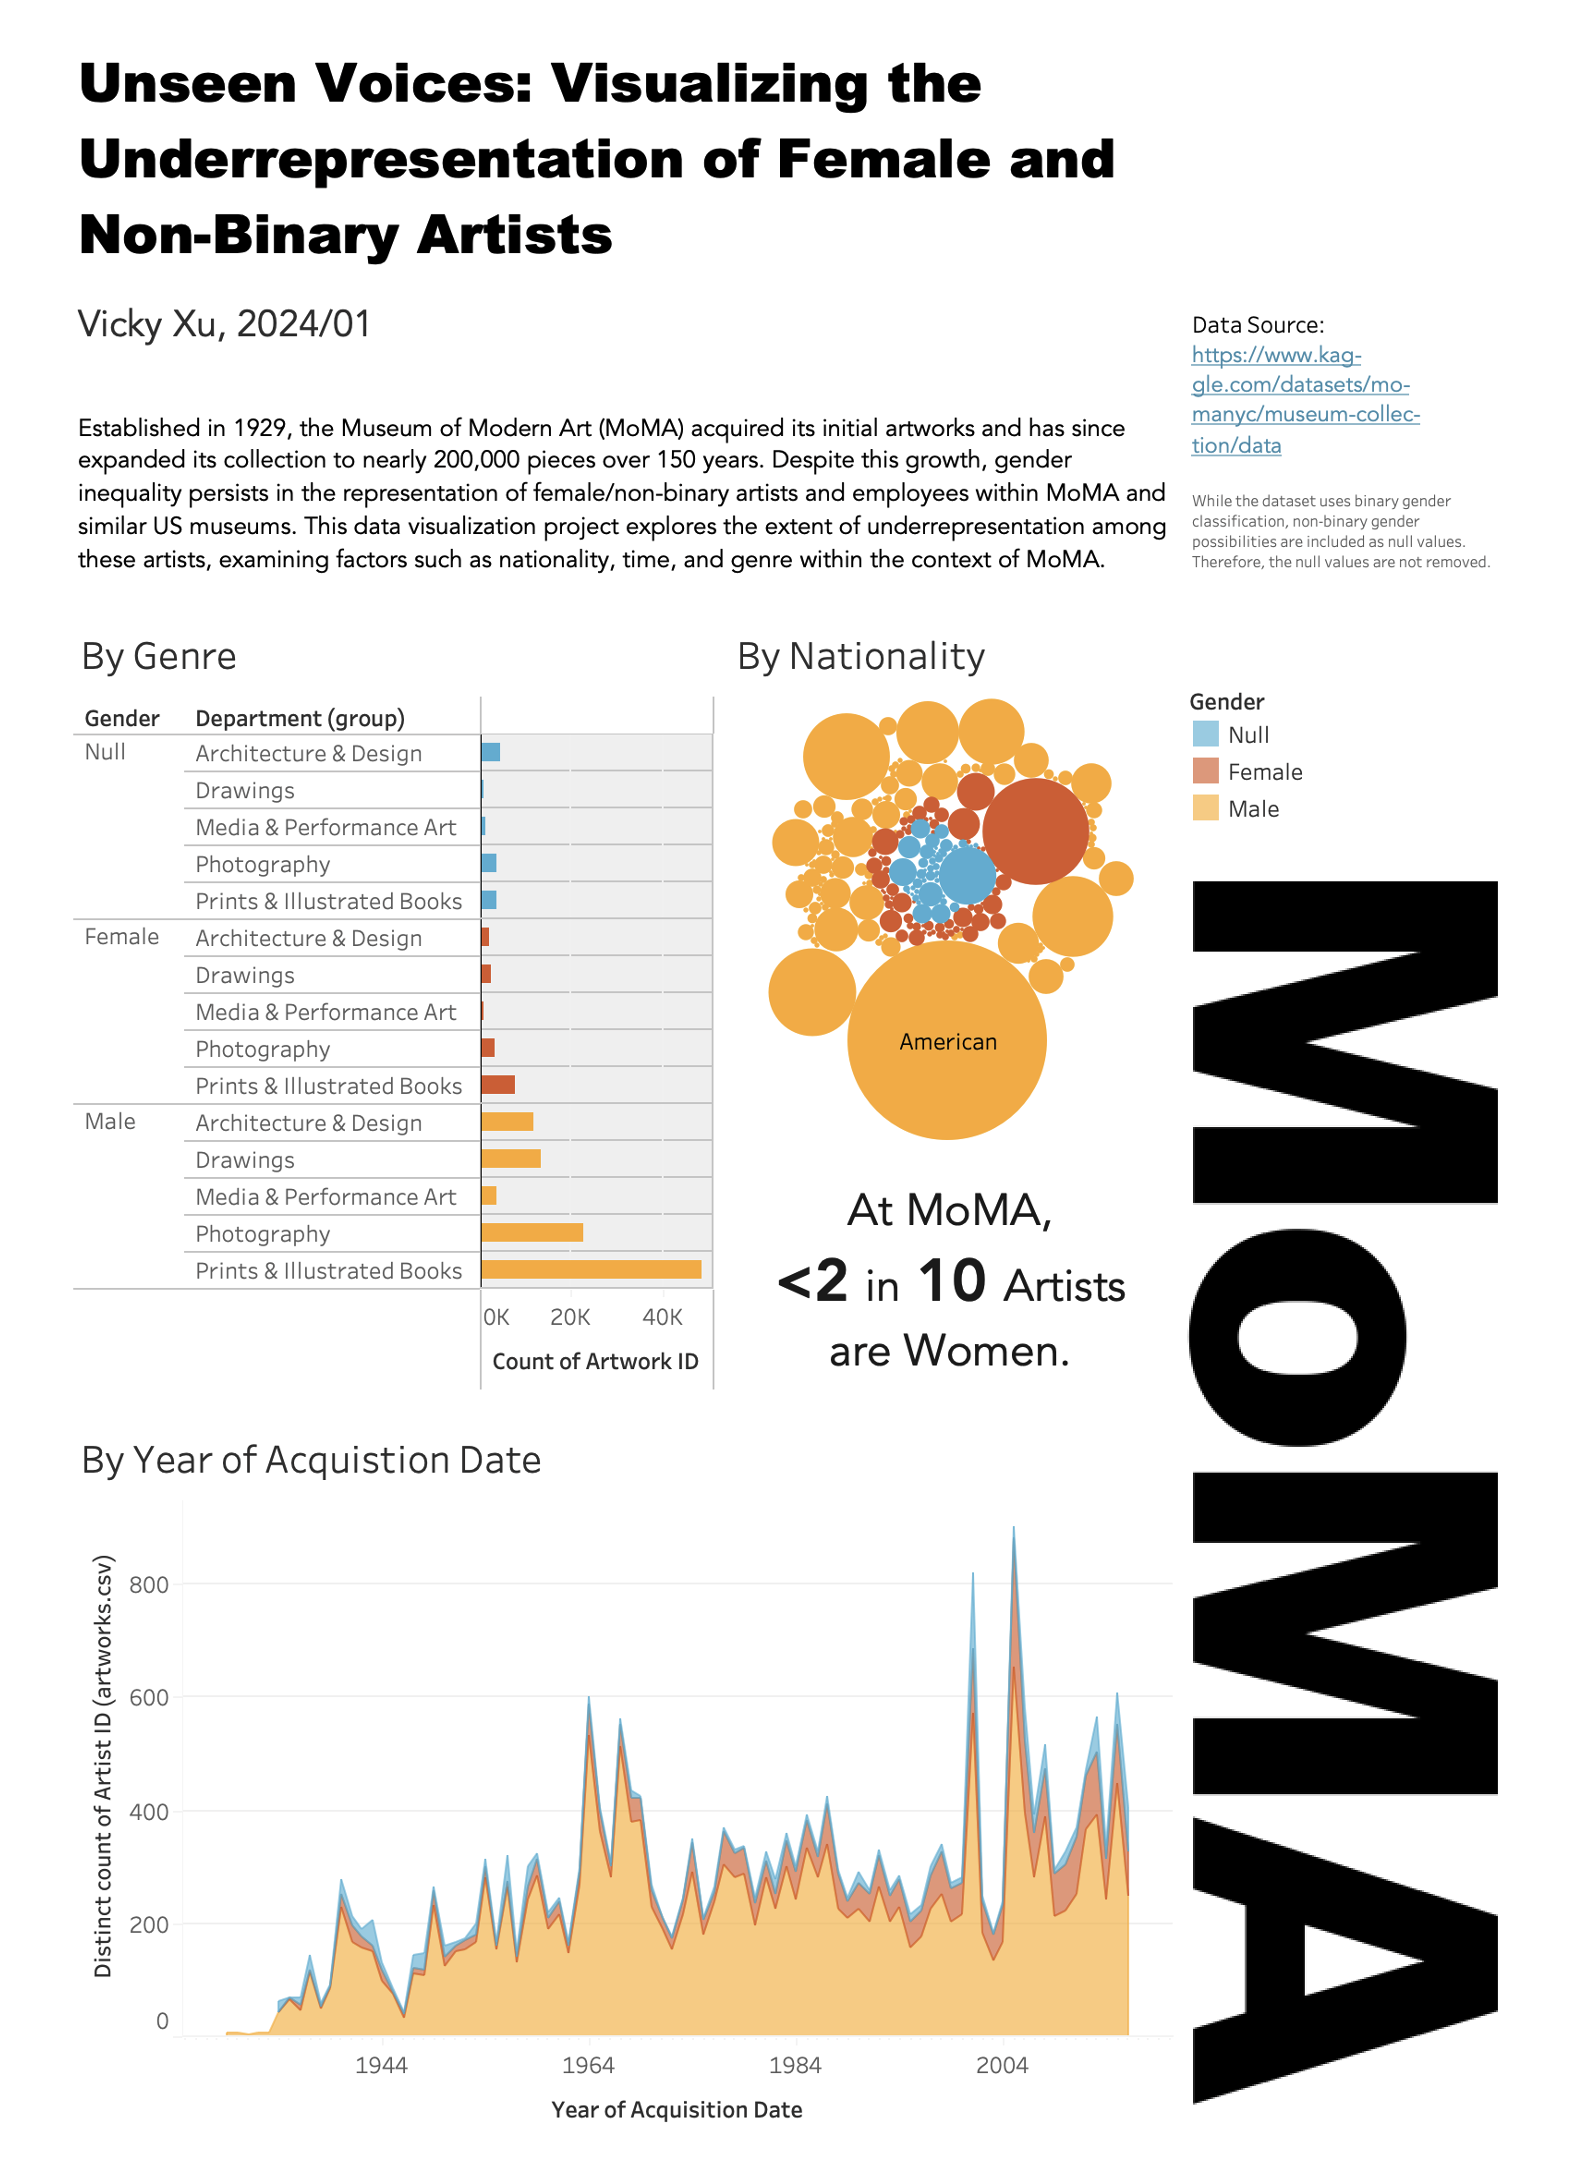 Unseen Voices: Visualizing the
Underrepresentation of Female and
Non-Binary Artists
Vicky Xu, 2024/01
Data Source:
https://www.kag-
gle.com/datasets/mo-
manyc/museum-collec-
tion/data
Established in 1929, the Museum of Modern Art (MoMA) acquired its initial artworks and has since
expanded its collection to nearly 200,000 pieces over 150 years. Despite this growth, gender
inequality persists in the representation of female/non-binary artists and employees within MoMA and
similar US museums. This data visualization project explores the extent of underrepresentation among
these artists, examining factors such as nationality, time, and genre within the context of MoMA.
While the dataset uses binary gender
classification, non-binary gender
possibilities are included as null values.
Therefore, the null values are not removed.
By Genre
Gender Department (group)
Null Architecture & Design
Drawings
Media & Performance Art
Photography
Prints & Illustrated Books
Female Architecture & Design
Drawings
Media & Performance Art
Photography
Prints & Illustrated Books
Male Architecture & Design
Drawings
Media & Performance Art
Photography
Prints & Illustrated Books
0K 20K 40K
Count of Artwork ID
By Nationality
American
Gender
Null
Female
Male
At MoMA,
<2 in 10 Artists
are Women.
MoMA
By Year of Acquistion Date
Distinct count of Artist ID (artworks.csv)
800
600
400
200
0
1944 1964 1984 2004
Year of Acquisition Date